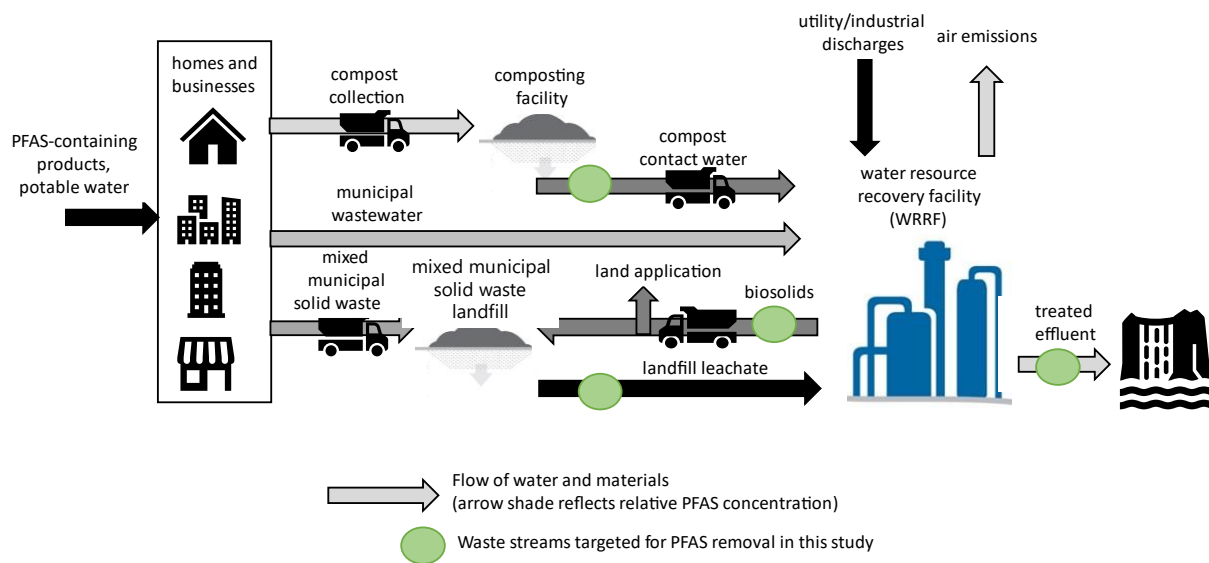 utility/industrial
discharges
air emissions
homes and
businesses
compost
collection
composting
facility
PFAS-containing
products,
potable water
compost
contact water
water resource
recovery facility
(WRRF)
municipal
wastewater
mixed
municipal
solid waste
mixed municipal
solid waste
landfill
land application
biosolids
treated
effluent
landfill leachate
Flow of water and materials
(arrow shade reflects relative PFAS concentration)
Waste streams targeted for PFAS removal in this study